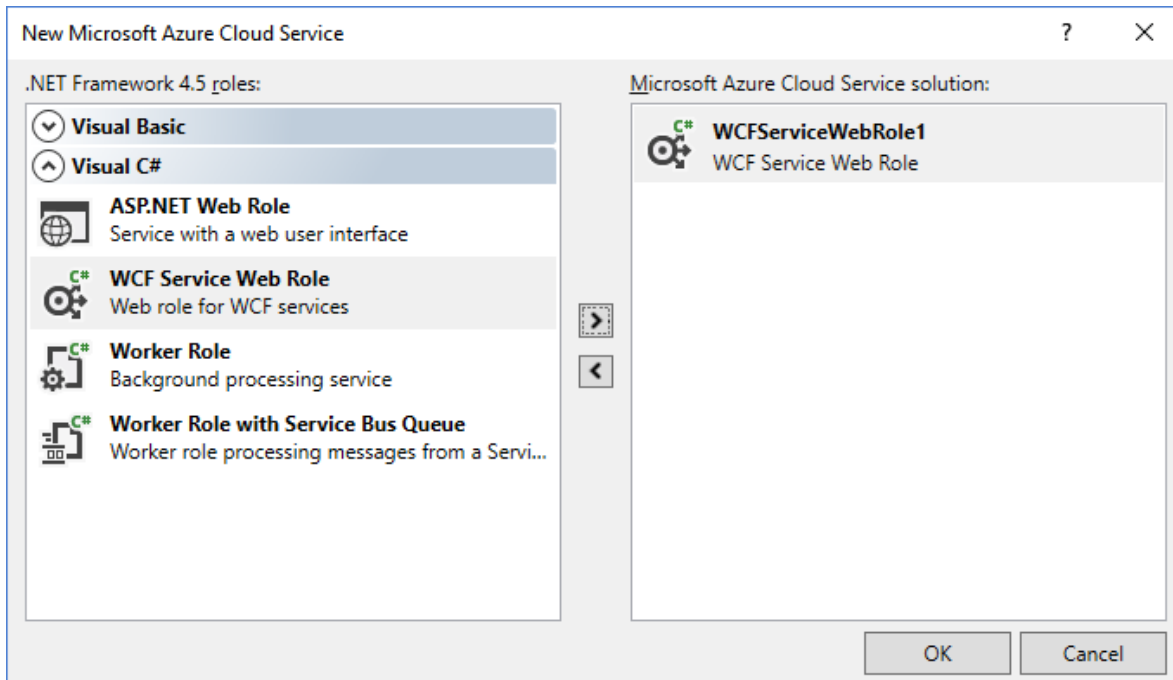 New Microsoft Azure Cloud Service
?
.NET Framework 4.5 roles:
Visual Basic
Visual C#
ASP.NET Web Role
Service with a web user interface
C#
WCF Service Web Role
Web role for WCF services
C#
Worker Role
Background processing service
C#
Worker Role with Service Bus Queue
Worker role processing messages from a Servi...
Microsoft Azure Cloud Service solution:
C#
WCFServiceWebRole1
WCF Service Web Role
OK
Cancel